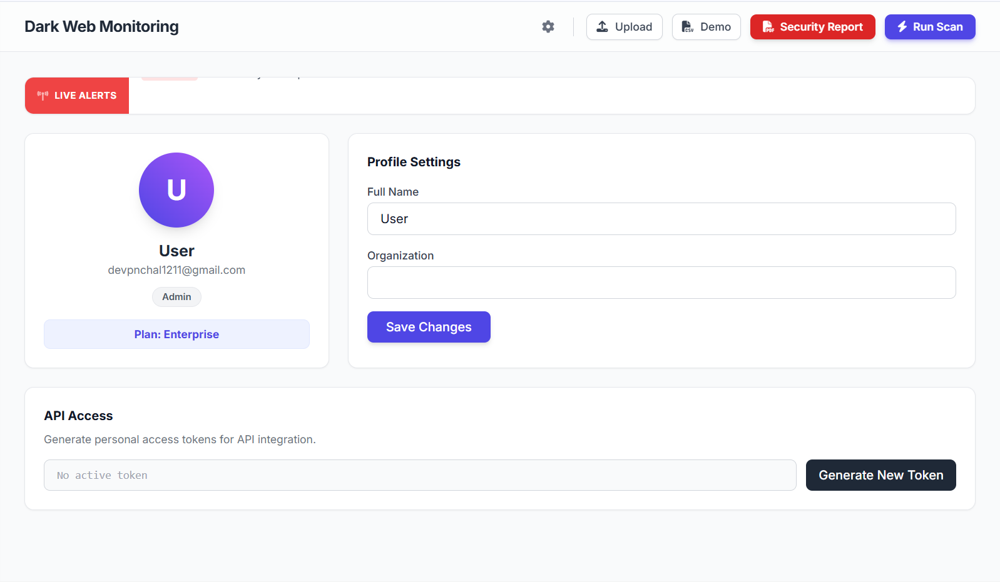 Dark Web Monitoring
Upload
CSV
Demo
PDF
Security Report
Run Scan
LIVE ALERTS
U
User
devpnchal1211@gmail.com
Admin
Plan: Enterprise
Profile Settings
Full Name
User
Organization
Save Changes
API Access
Generate personal access tokens for API integration.
No active token
Generate New Token